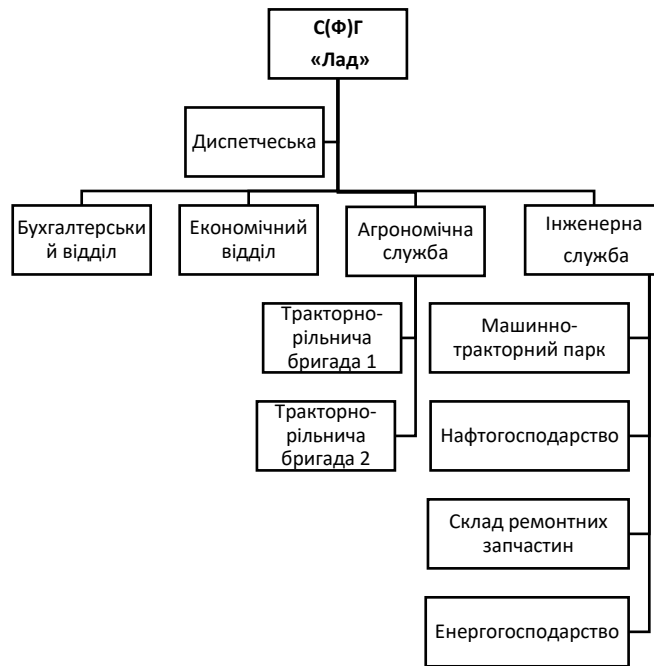 С(Ф)Г
«Лад»
Диспетчеська
Бухгалтерськи
й відділ
Економічний
відділ
Агрономічна
служба
Інженерна
служба
Тракторно-
рільнича
бригада 1
Машинно-
тракторний парк
Тракторно-
рільнича
бригада 2
Нафтогосподарство
Склад ремонтних
запчастин
Енергогосподарство